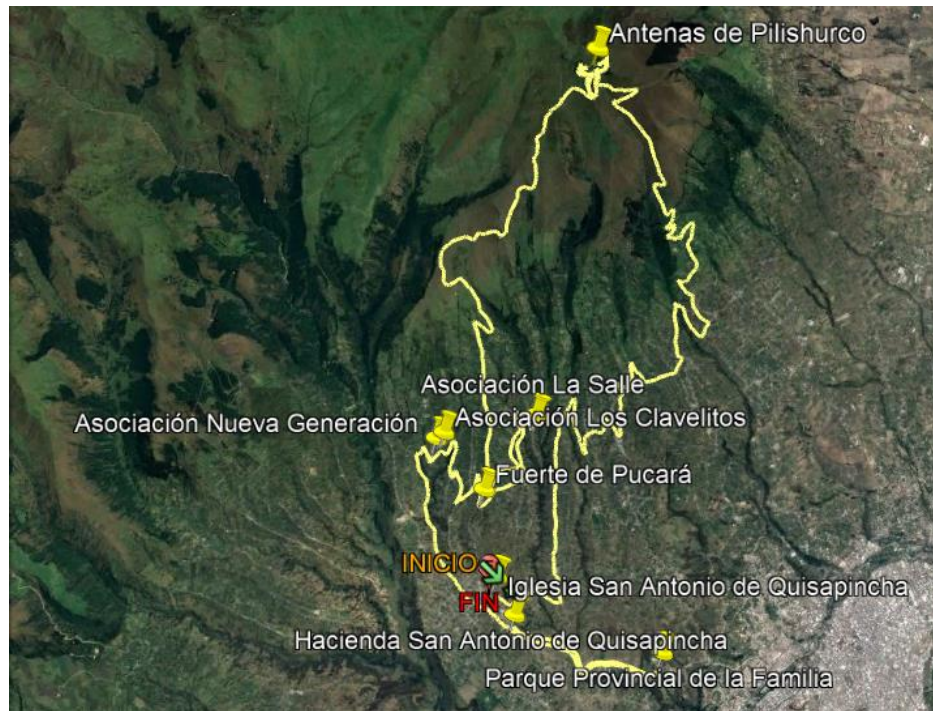 Antenas de Pilishurco
Asociación La Salle
Asociación Nueva Generación
Asociación Los Clavelitos
Fuerte de Pucará
INICIO
Iglesia San Antonio de Quisapincha
FIN
Hacienda San Antonio de Quisapincha
Parque Provincial de la Familia